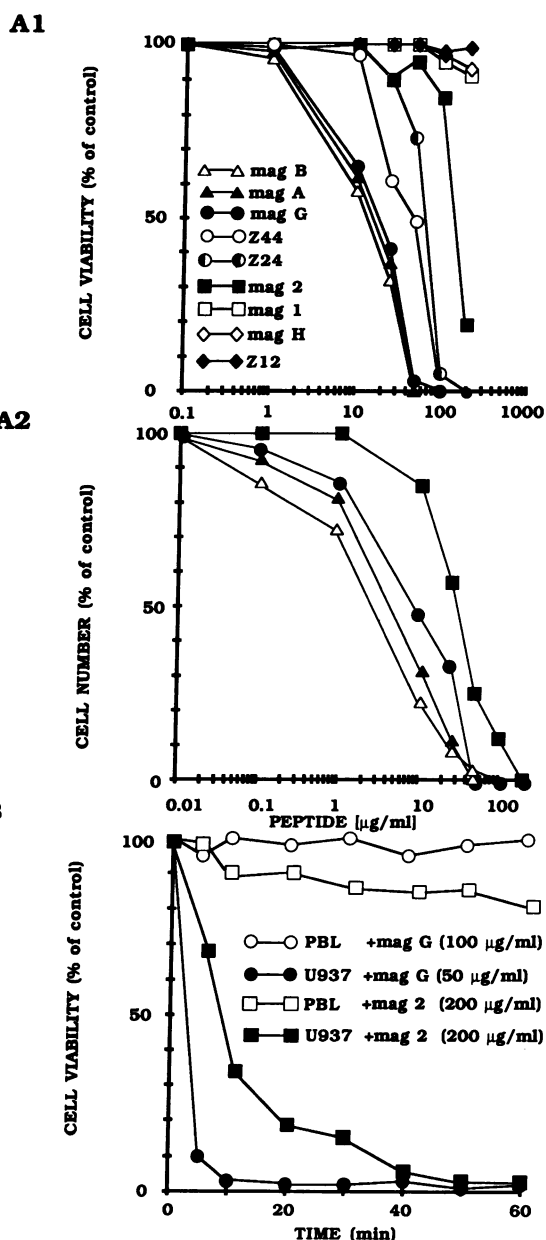 A1
100
50
0
CELL VIABILITY (% of control)
mag B
mag A
mag G
Z44
Z24
mag 2
mag 1
mag H
Z12
0.1 1 10 100 1000
A2
100
50
0
CELL NUMBER (% of control)
0.01 0.1 1 10 100
PEPTIDE [µg/ml]
100
50
0
CELL VIABILITY (% of control)
PBL +mag G (100 µg/ml)
U937 +mag G (50 µg/ml)
PBL +mag 2 (200 µg/ml)
U937 +mag 2 (200 µg/ml)
0 20 40 60
TIME (min)